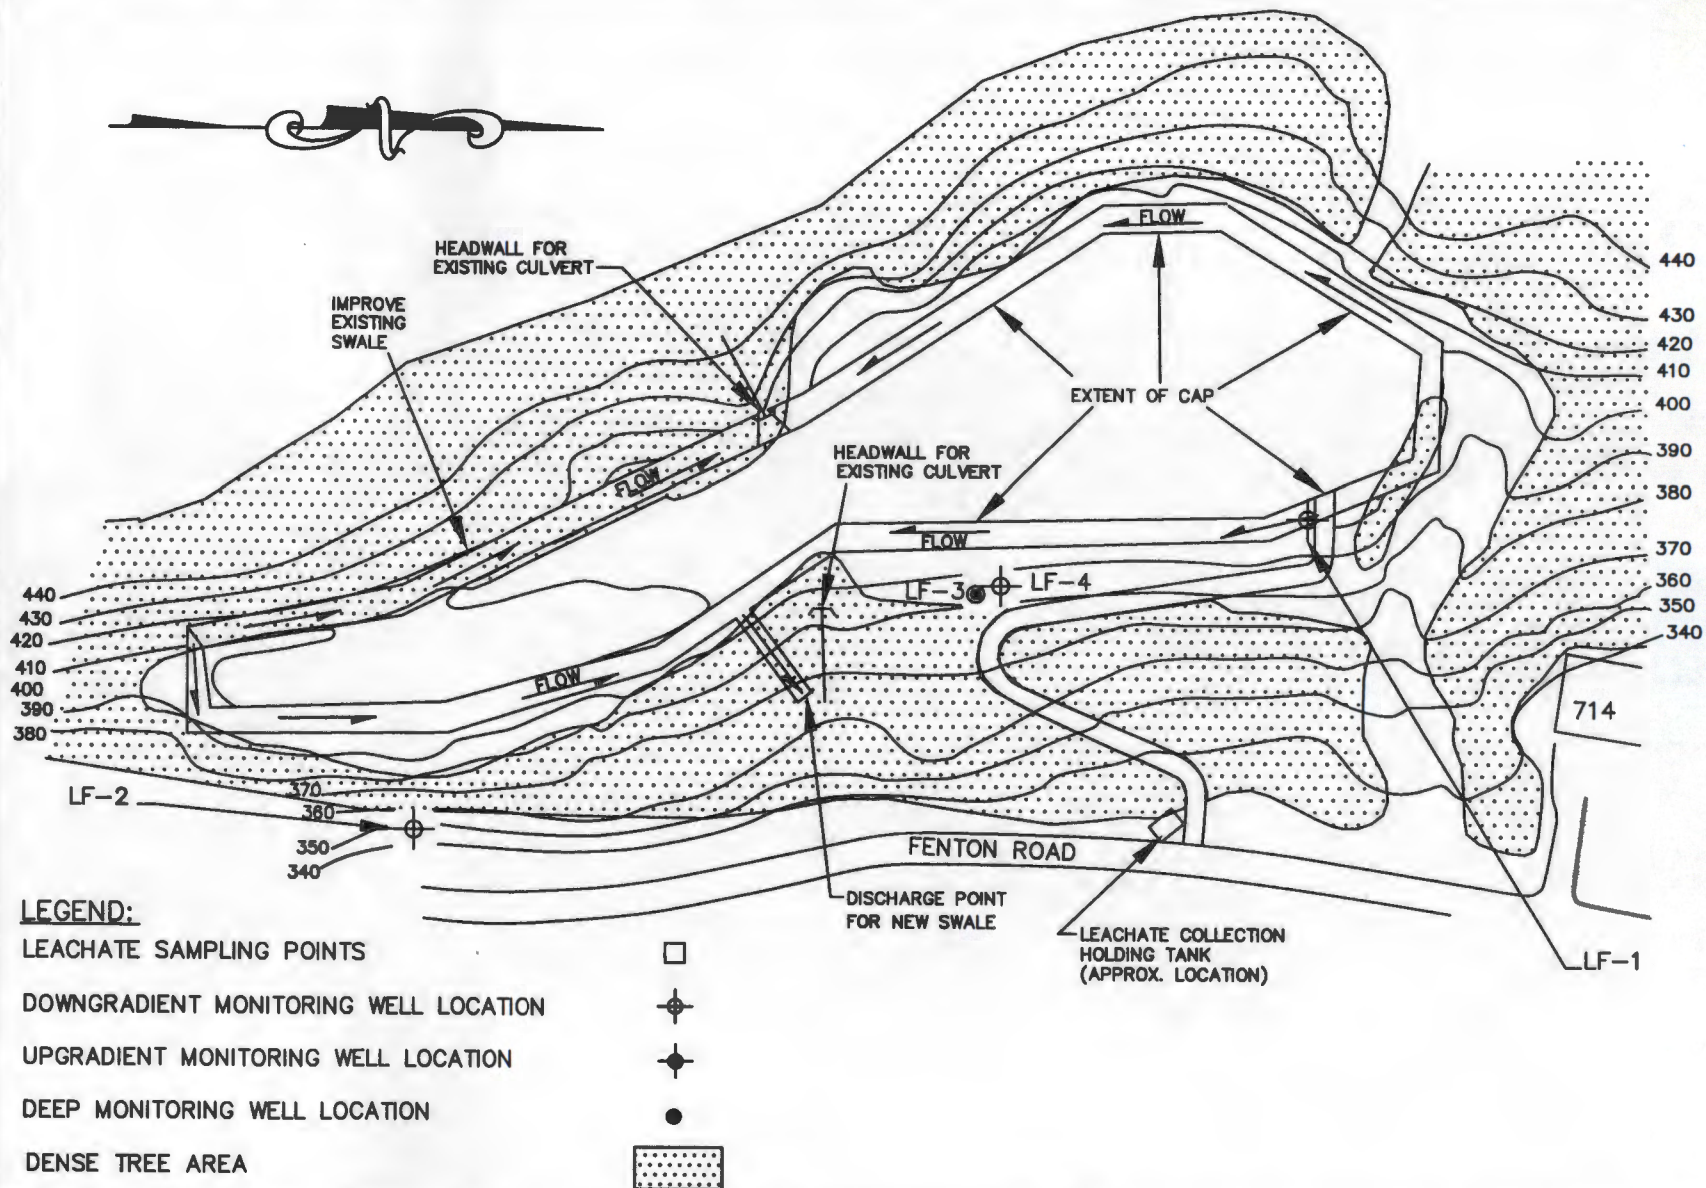 HEADWALL FOR
EXISTING CULVERT
IMPROVE
EXISTING
SWALE
FLOW
FLOW
EXTENT OF CAP
HEADWALL FOR
EXISTING CULVERT
FLOW
FLOW
LF-3
LF-4
440
430
420
410
400
390
380
370
360
350
340
440
430
420
410
400
390
380
370
360
350
340
714
LF-2
FENTON ROAD
DISCHARGE POINT
FOR NEW SWALE
LEACHATE COLLECTION
HOLDING TANK
(APPROX. LOCATION)
LF-1
LEGEND:
LEACHATE SAMPLING POINTS
DOWNGRADIENT MONITORING WELL LOCATION
UPGRADIENT MONITORING WELL LOCATION
DEEP MONITORING WELL LOCATION
DENSE TREE AREA